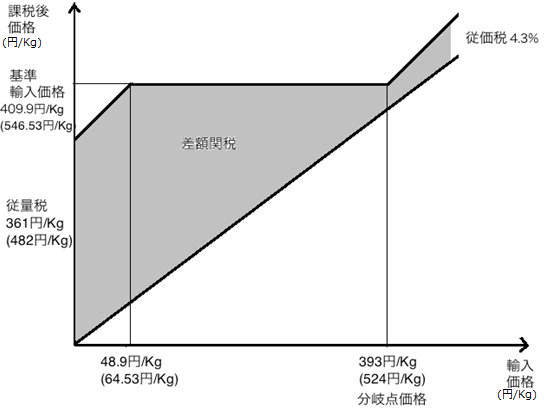 課税後
価格
(円/Kg)
基準
輸入価格
409.9円/Kg
(546.53円/Kg)
従価税 4.3%
差額関税
従量税
361円/Kg
(482円/Kg)
48.9円/Kg
(64.53円/Kg)
393円/Kg
(524円/Kg)
分岐点価格
輸入
価格
(円/Kg)